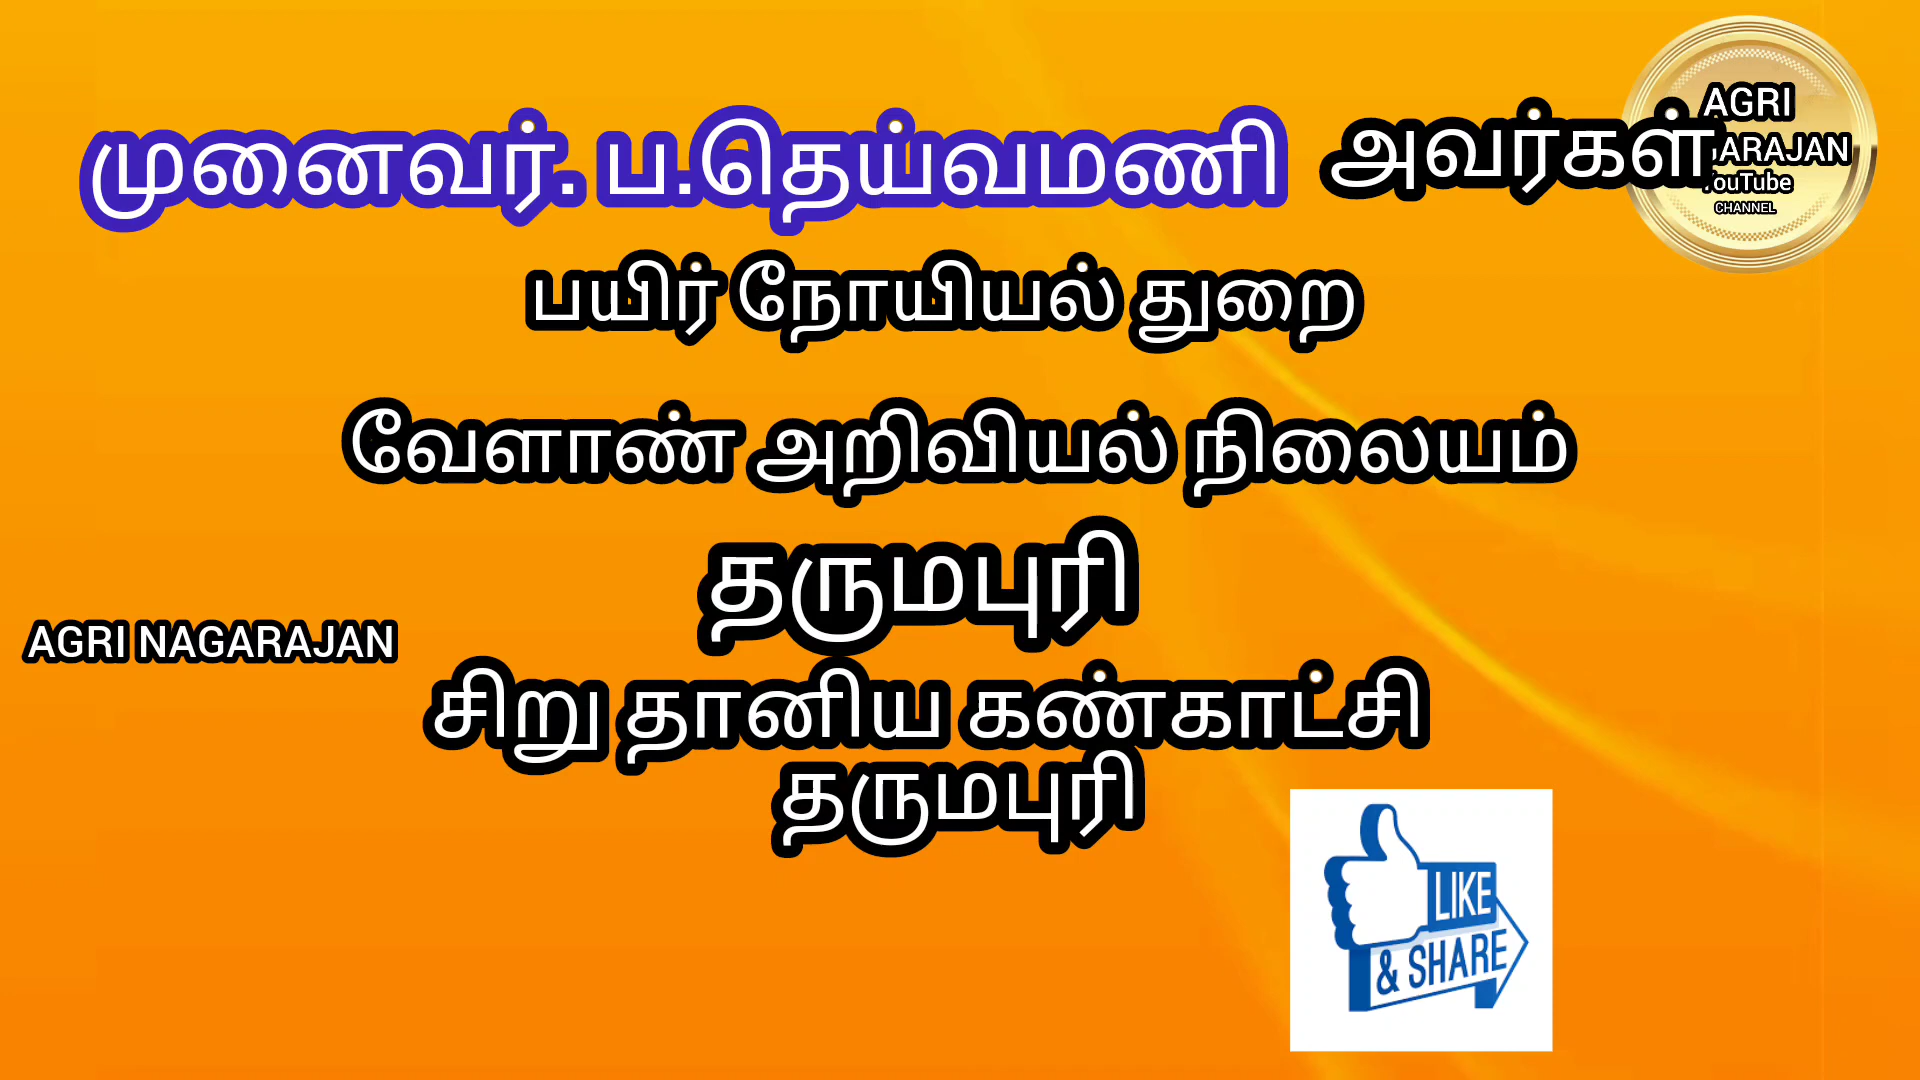 முனைவர். ப.தெய்வமணி அவர்கள்
AGRI
ARAJAN
YouTube
CHANNEL
பயிர் நோயியல் துறை
வேளாண் அறிவியல் நிலையம்
தருமபுரி
AGRI NAGARAJAN
சிறு தானிய கண்காட்சி
தருமபுரி
LIKE
& SHARE